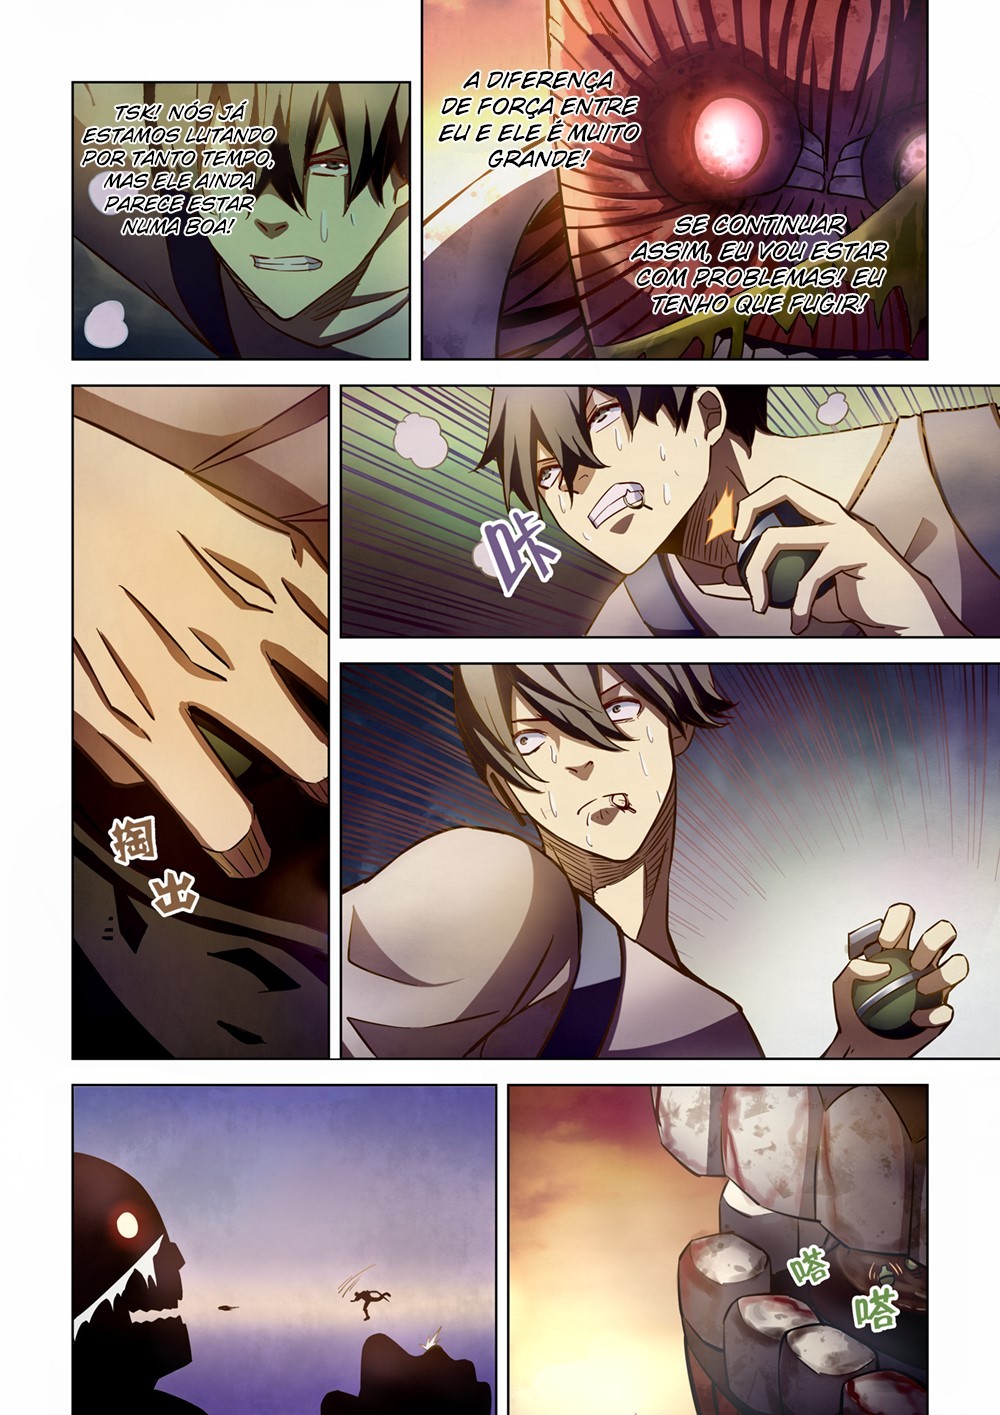 TSK! NÓS JÁ
ESTAMOS LUTANDO
POR TANTO TEMPO,
MAS ELE AINDA
PARECE ESTAR
NUMA BOA!
A DIFERENÇA
DE FORÇA ENTRE
EU E ELE É MUITO
GRANDE!
SE CONTINUAR
ASSIM, EU VOU ESTAR
COM PROBLEMAS! EU
TENHO QUE FUGIR!
掏
出
咔
嗒
嗒